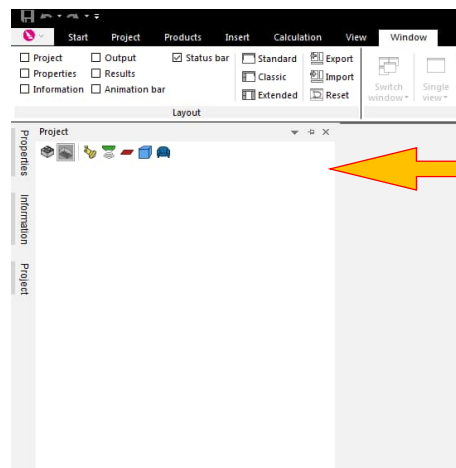 Start Project Products Insert Calculation View Window
Project Output Status bar Standard Export
Properties Results Classic Import
Information Animation bar Extended Reset
Switch window
Single view
Layout
Project
Properties
Information
Project